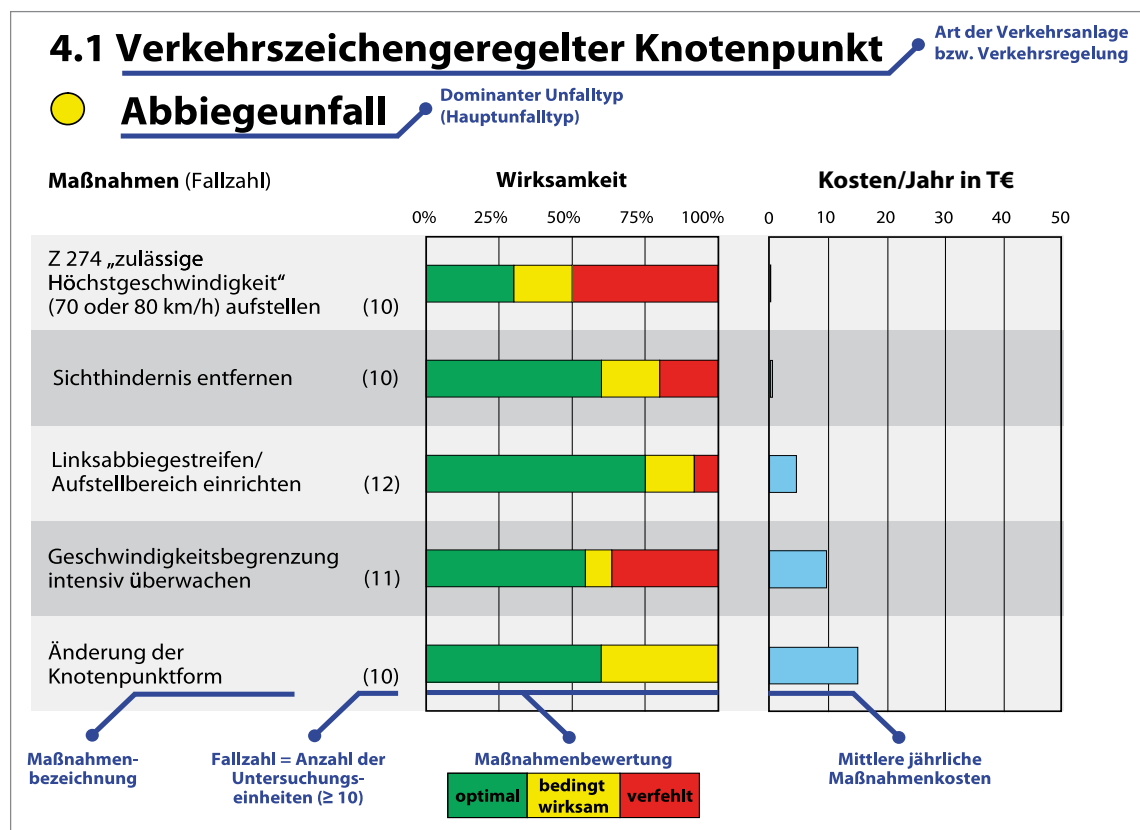 4.1 Verkehrszeichengeregelter Knotenpunkt
Art der Verkehrsanlage
bzw. Verkehrsregelung
Abbiegeunfall
Dominanter Unfalltyp
(Hauptunfalltyp)
Maßnahmen (Fallzahl)
Wirksamkeit
Kosten/Jahr in T€
0% 25% 50% 75% 100%
0 10 20 30 40 50
Z 274 „zulässige
Höchstgeschwindigkeit“
(70 oder 80 km/h) aufstellen (10)
Sichthindernis entfernen (10)
Linksabbiegestreifen/
Aufstellbereich einrichten (12)
Geschwindigkeitsbegrenzung
intensiv überwachen (11)
Änderung der
Knotenpunktform (10)
Maßnahmen-
bezeichnung
Fallzahl = Anzahl der
Untersuchungs-
einheiten (≥ 10)
Maßnahmenbewertung
optimal
bedingt
wirksam
verfehlt
Mittlere jährliche
Maßnahmenkosten